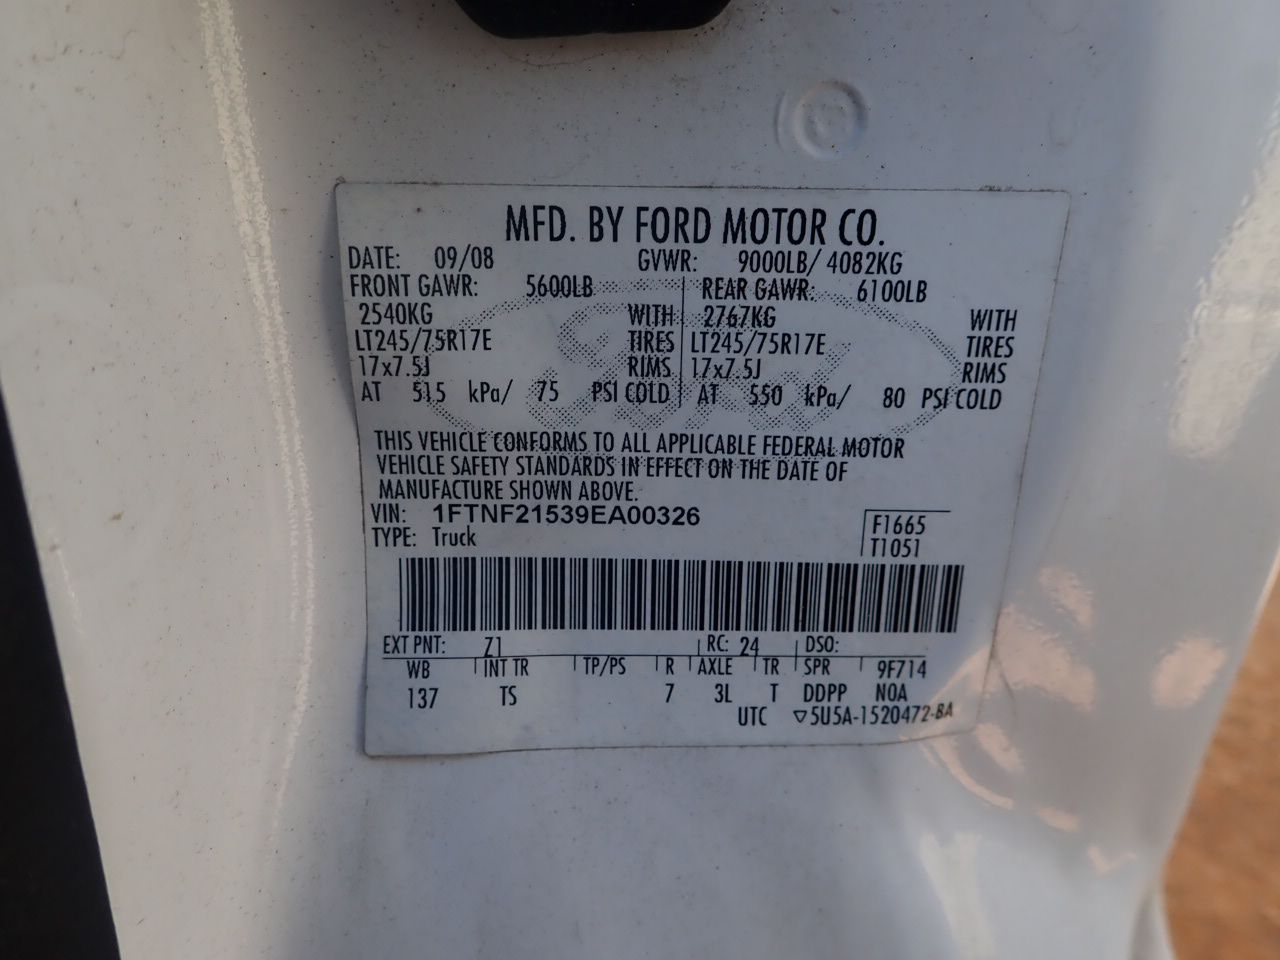 MFD. BY FORD MOTOR CO.
DATE: 09/08 GVWR: 9000LB/ 4082KG
FRONT GAWR: 5600LB REAR GAWR: 6100LB
2540KG WITH 2767KG WITH
LT245/75R17E TIRES LT245/75R17E TIRES
17x7.5J RIMS 17x7.5J RIMS
AT 515 kPa/ 75 PSI COLD AT 550 kPa/ 80 PSI COLD
THIS VEHICLE CONFORMS TO ALL APPLICABLE FEDERAL MOTOR
VEHICLE SAFETY STANDARDS IN EFFECT ON THE DATE OF
MANUFACTURE SHOWN ABOVE.
VIN: 1FTNF21539EA00326
TYPE: Truck
F1665
T1051
EXT PNT: Z1 RC: 24 DSO:
WB INT TR TP/PS R AXLE TR SPR 9F714
137 TS 7 3L T DDPP NOA
UTC ▽5U5A-1520472-BA